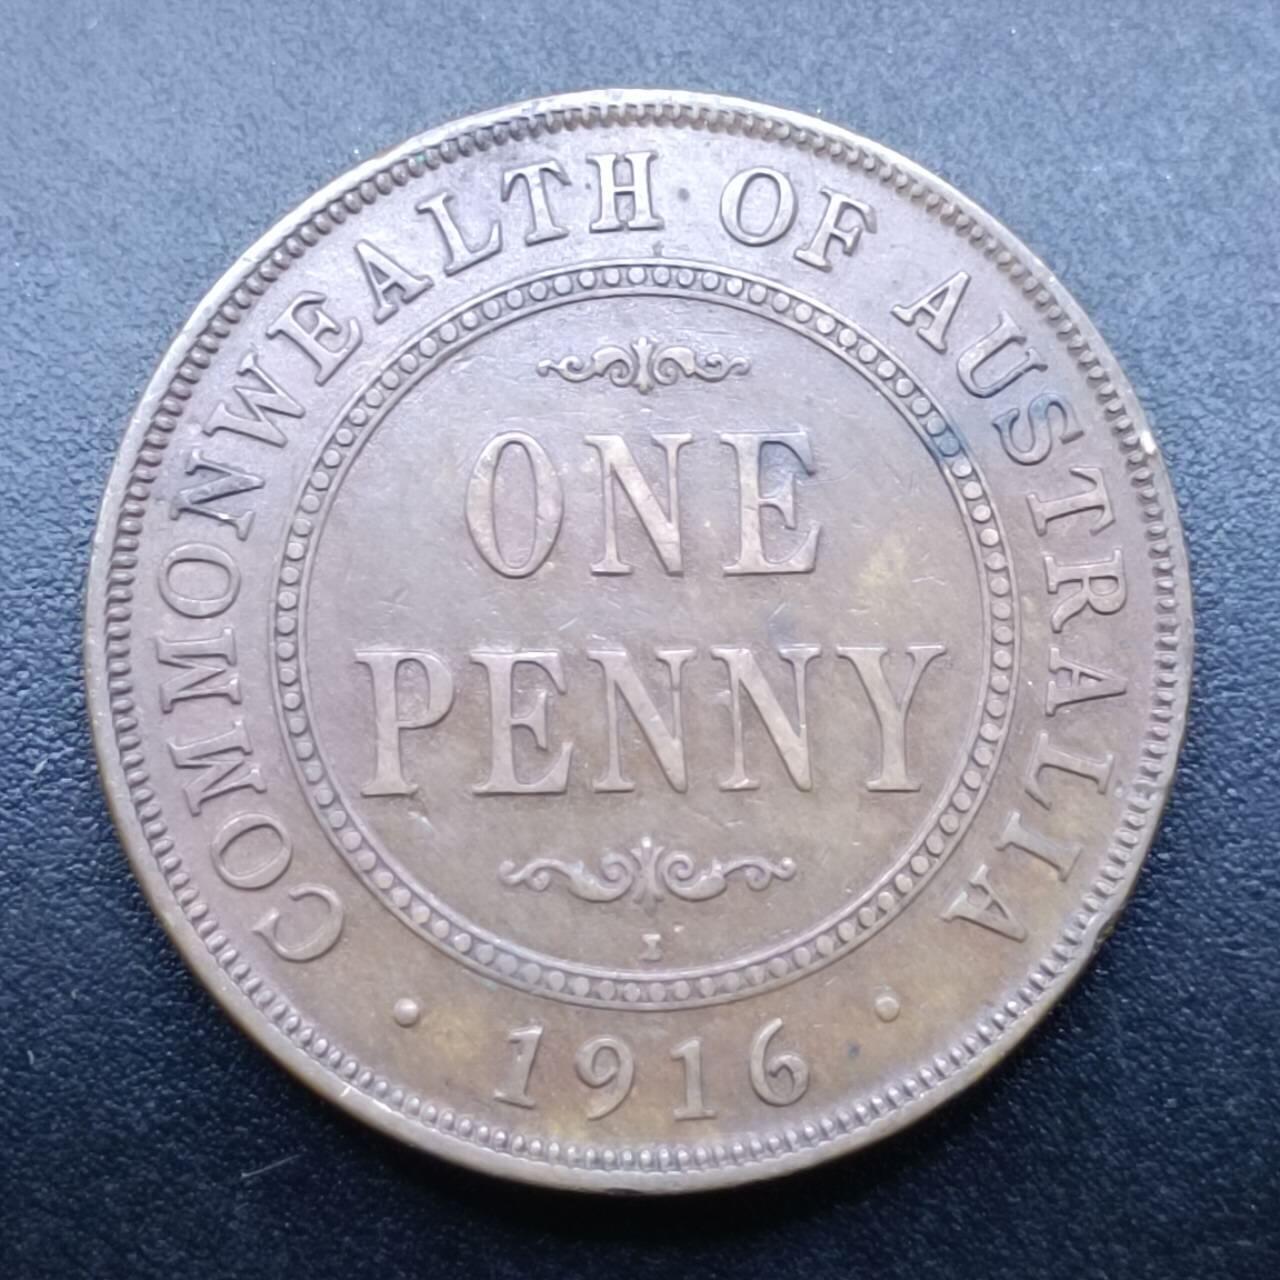 COMMONWEALTH OF AUSTRALIA
ONE
PENNY
I
· 1916 ·